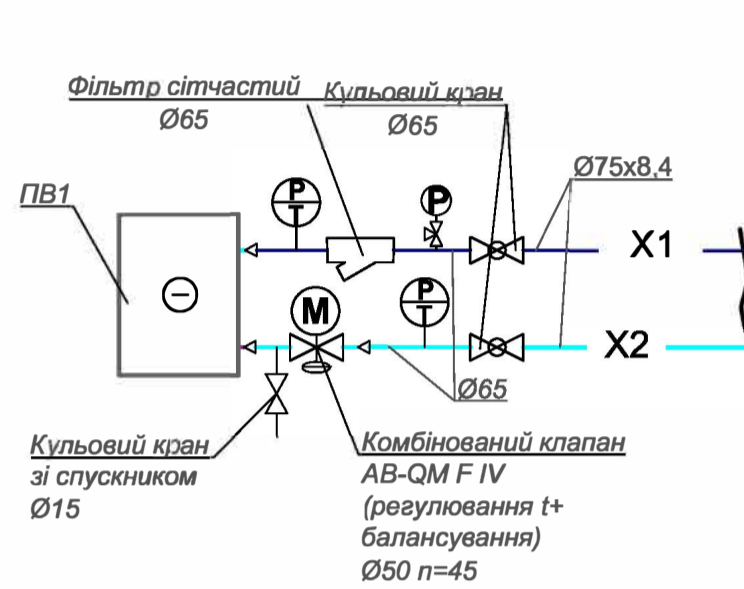 Фільтр сітчастий
Ø65
Кульовий кран
Ø65
ПВ1
P
T
P
Ø75x8,4
X1
P
T
M
X2
Ø65
Кульовий кран
зі спускником
Ø15
Комбінований клапан
AB-QM F IV
(регулювання t+
балансування)
Ø50 n=45